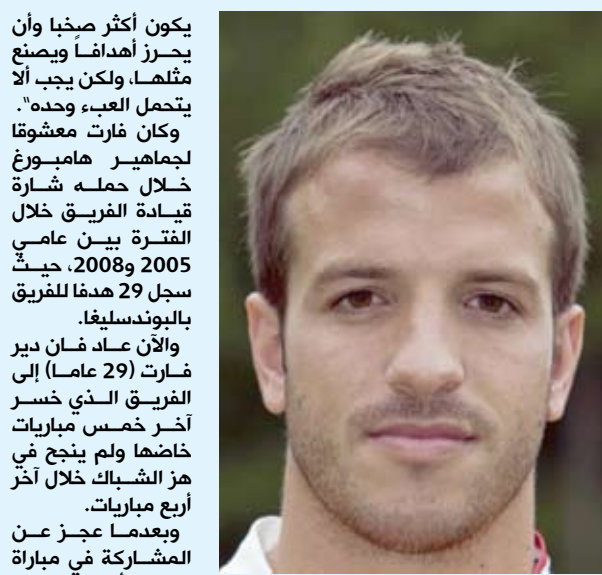 يكون أكثر صخبا وأن
يحرز أهدافاً ويصنع
مثلها، ولكن يجب ألا
يتحمل العبء وحده".
وكان فارت معشوقا
لجماهير هامبورغ
خلال حمله شارة
قيادة الفريق خلال
الفترة بين عامي
2005 و2008، حيث
سجل 29 هدفا للفريق
بالبوندسليغا.
والآن عاد فان دير
فارت (29 عاما) إلى
الفريق الذي خسر
آخر خمس مباريات
خاضها ولم ينجح في
هز الشباك خلال آخر
أربع مباريات.
وبعدما عجز عن
المشاركة في مباراة